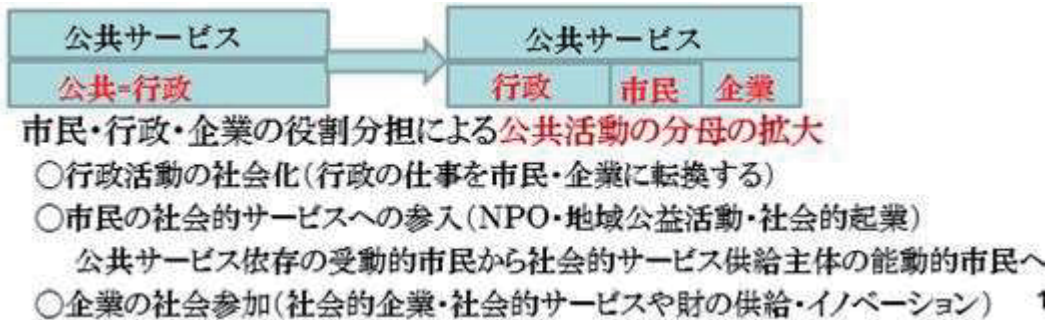 公共サービス
公共サービス
公共=行政
行政 市民 企業
市民・行政・企業の役割分担による公共活動の分母の拡大
○行政活動の社会化(行政の仕事を市民・企業に転換する)
○市民の社会的サービスへの参入(NPO・地域公益活動・社会的起業)
公共サービス依存の受動的市民から社会的サービス供給主体の能動的市民へ
○企業の社会参加(社会的企業・社会的サービスや財の供給・イノベーション) 1